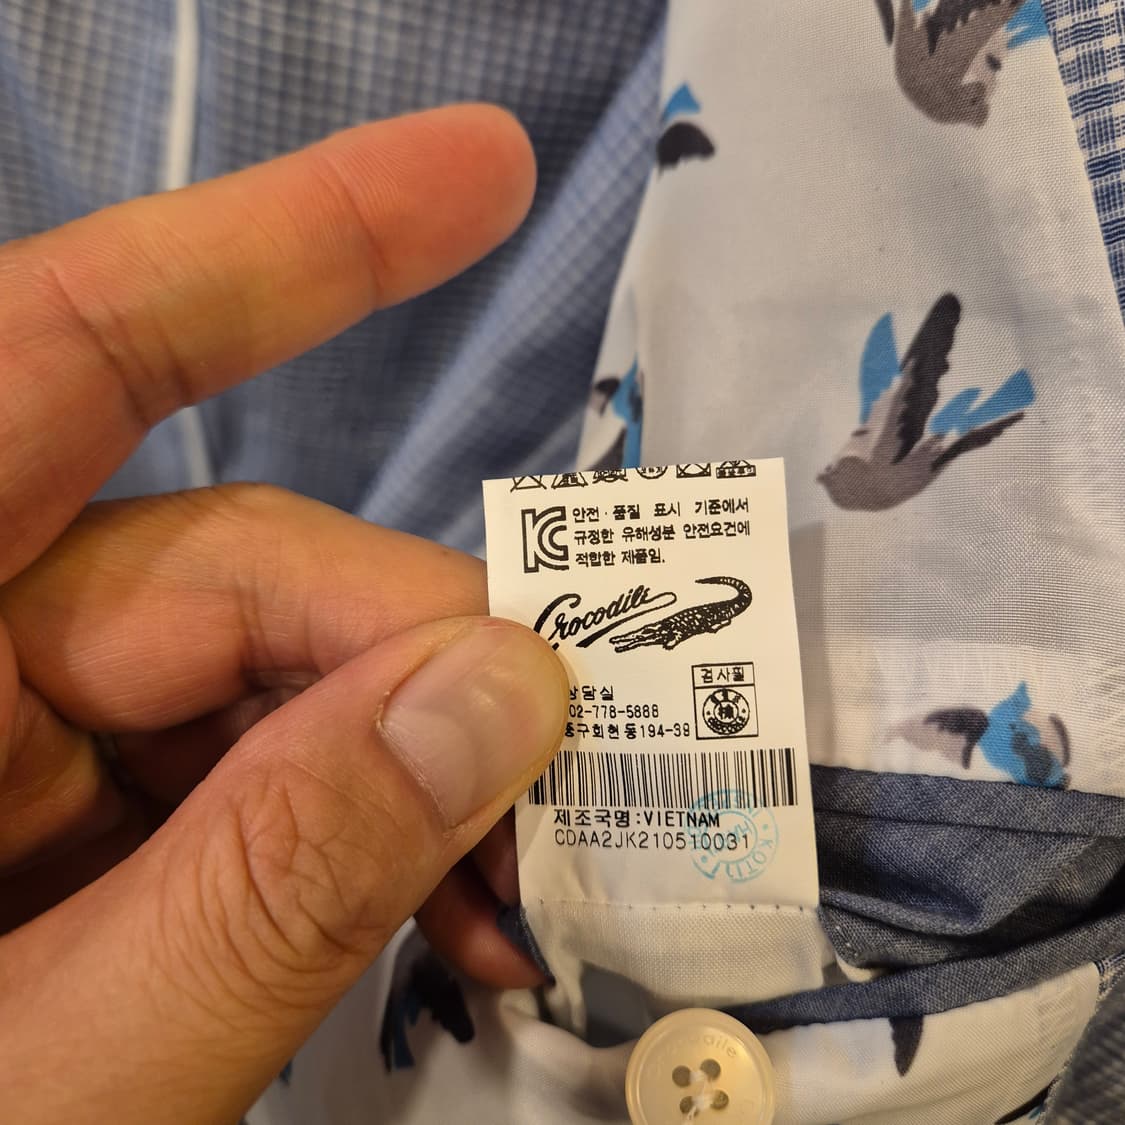 안전·품질 표시 기준에서
규정한 유해성분 안전요건에
적합한 제품임.
Crocodile
검사필
상담실
02-778-5888
중구회현동194-39
제조국명:VIETNAM
CDAA2JK210510031
KOTITI